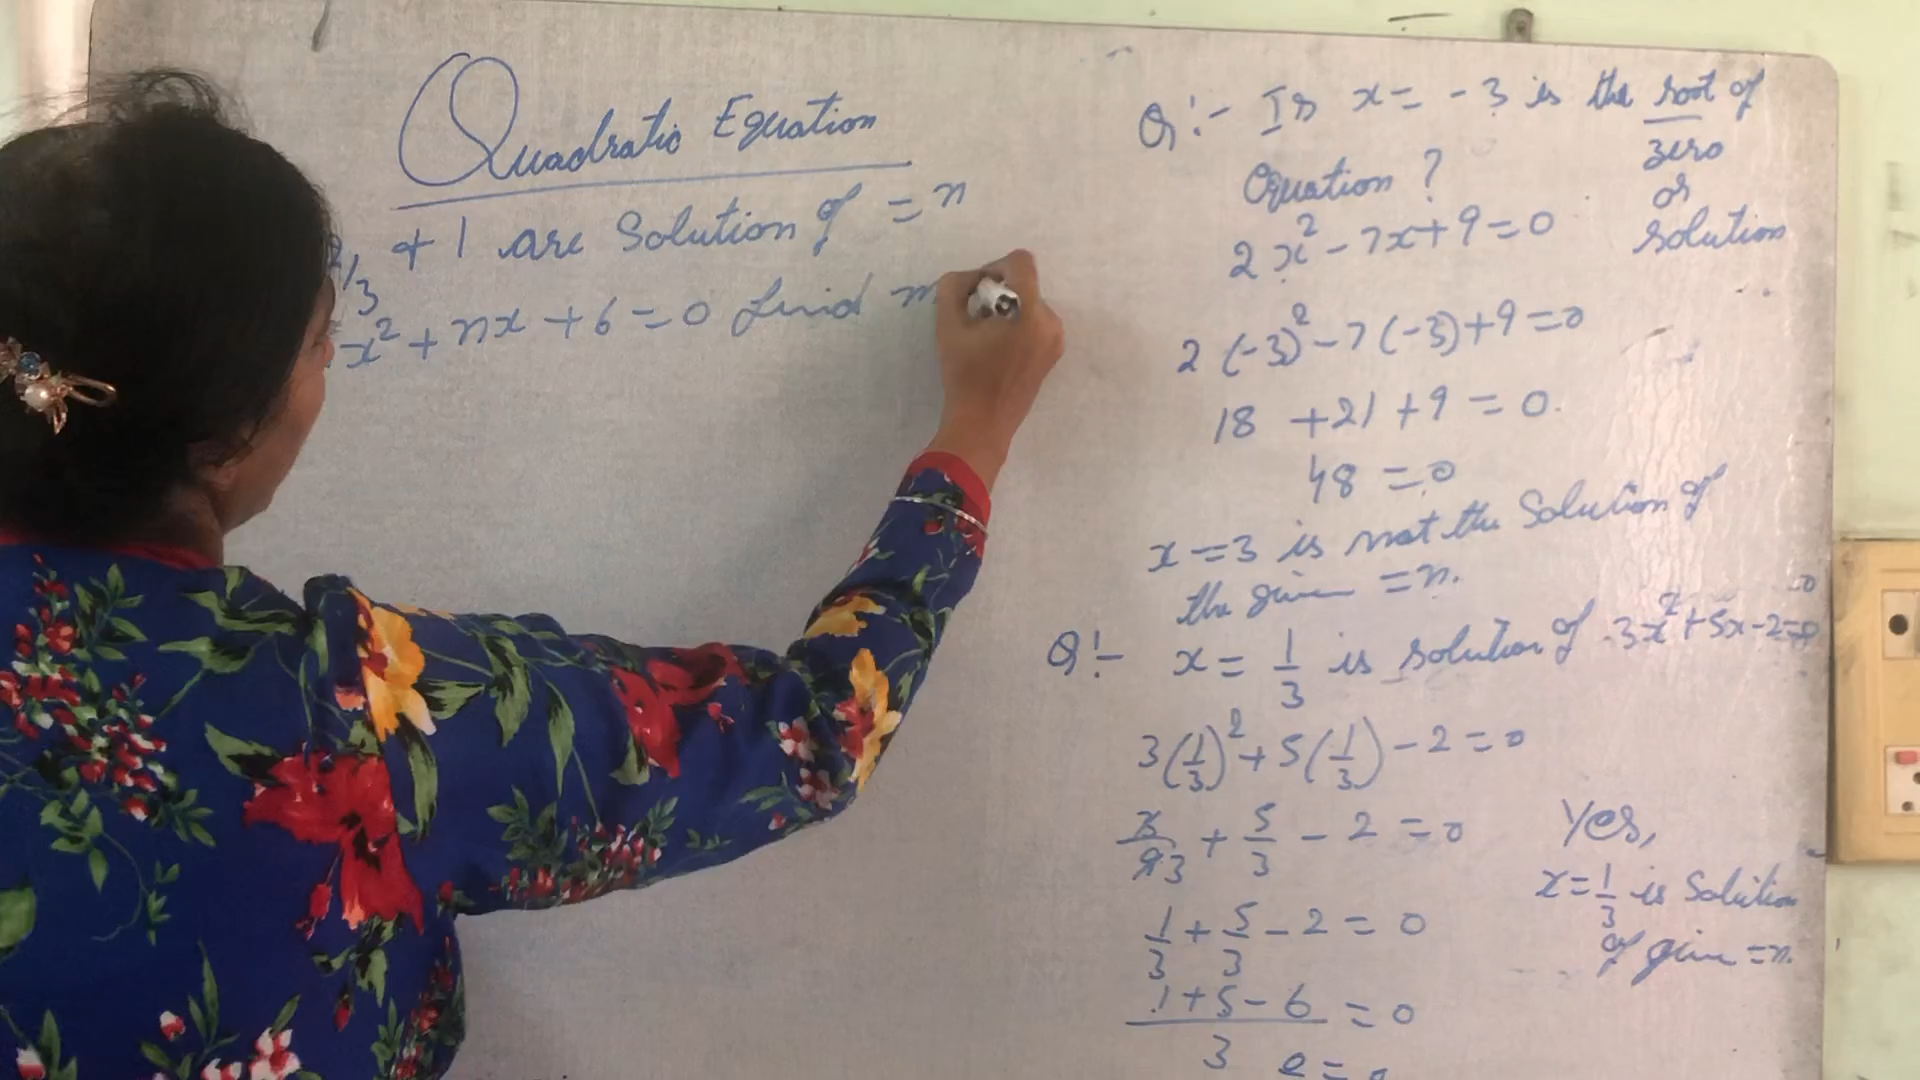 Quadratic Equation
2/3 & 1 are Solution of = n
x² + nx + 6 = 0 find m
Q:- Is x = -3 is the root of
zero
or
solution
Equation ?
2x² - 7x + 9 = 0
2 (-3)² - 7 (-3) + 9 = 0
18 + 21 + 9 = 0.
48 = 0
x = 3 is not the Solution of
the given = n.
Q:- x = 1/3 is solution of 3x² + 5x - 2 = 0
3(1/3)² + 5(1/3) - 2 = 0
3/93 + 5/3 - 2 = 0
1/3 + 5/3 - 2 = 0
1 + 5 - 6 / 3 = 0
0 = 0
Yes,
x = 1/3 is Solution
of given = n.